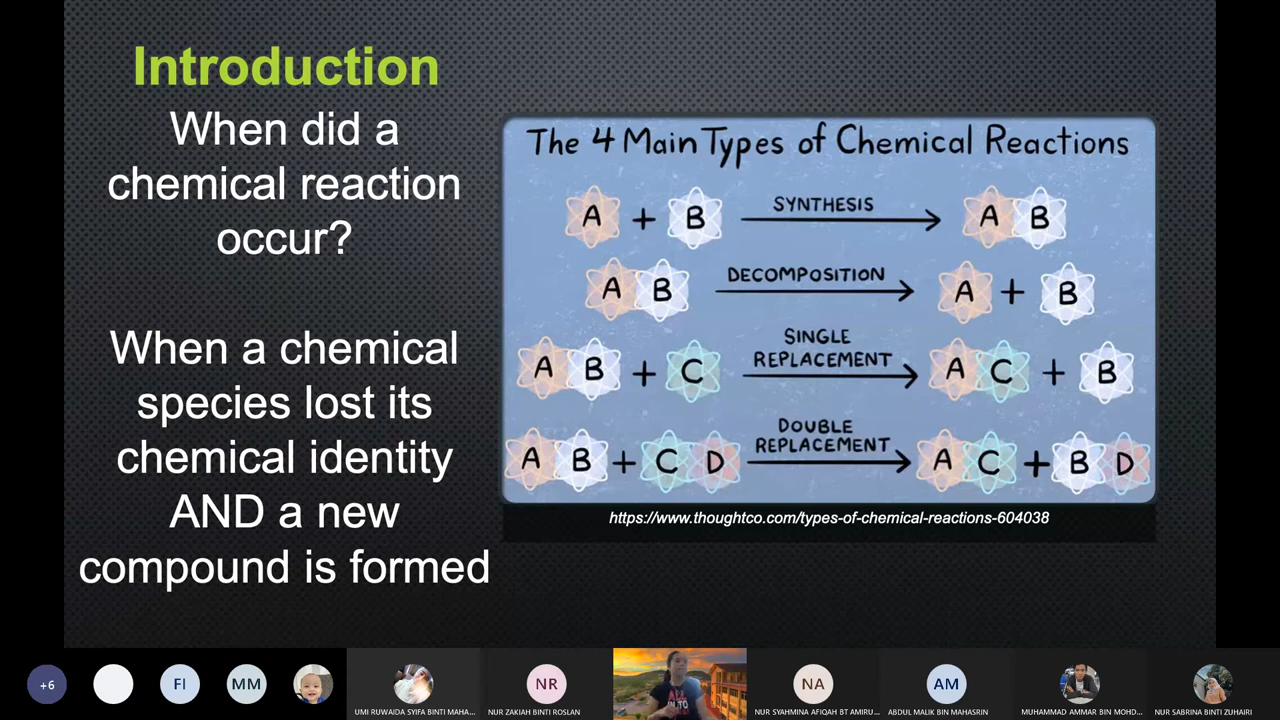 Introduction
When did a
chemical reaction
occur?
When a chemical
species lost its
chemical identity
AND a new
compound is formed
The 4 Main Types of Chemical Reactions
A + B SYNTHESIS A B
A B DECOMPOSITION A + B
A B + C SINGLE REPLACEMENT A C + B
A B + C D DOUBLE REPLACEMENT A C + B D
https://www.thoughtco.com/types-of-chemical-reactions-604038
+6
FI
MM
NR
NA
AM
UMI RUWAIDA SYIFA BINTI MAHA...
NUR ZAKIAH BINTI ROSLAN
NUR SYAHMINA AFIQAH BT AMIRU...
ABDUL MALIK BIN MAHASRIN
MUHAMMAD AMMAR BIN MOHD...
NUR SABRINA BINTI ZUHAIRI